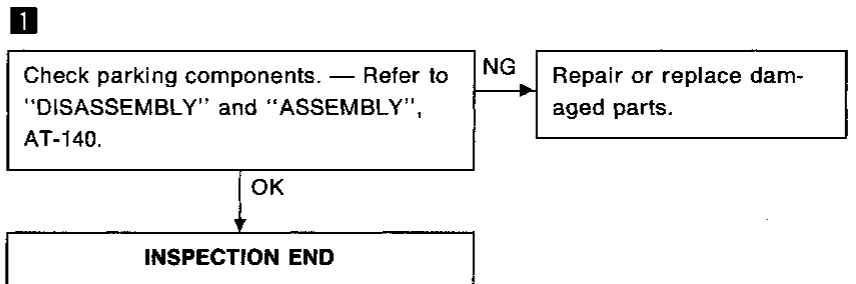 1
Check parking components. — Refer to
"DISASSEMBLY" and "ASSEMBLY",
AT-140.
NG
Repair or replace dam-
aged parts.
OK
INSPECTION END